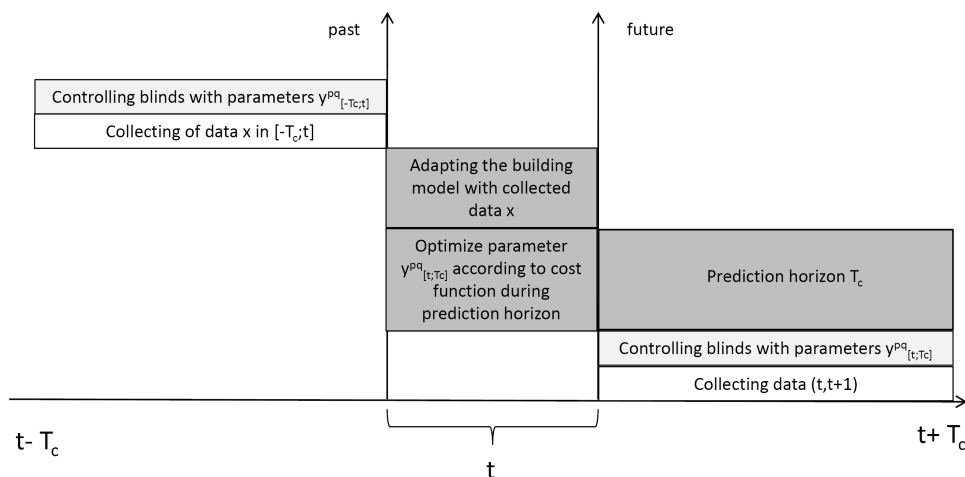 past
future
Controlling blinds with parameters y^pq_[-Tc;t]
Collecting of data x in [-T_c;t]
Adapting the building
model with collected
data x
Optimize parameter
y^pq_[t;Tc] according to cost
function during
prediction horizon
Prediction horizon T_c
Controlling blinds with parameters y^pq_[t;Tc]
Collecting data (t,t+1)
t- T_c
t
t+ T_c